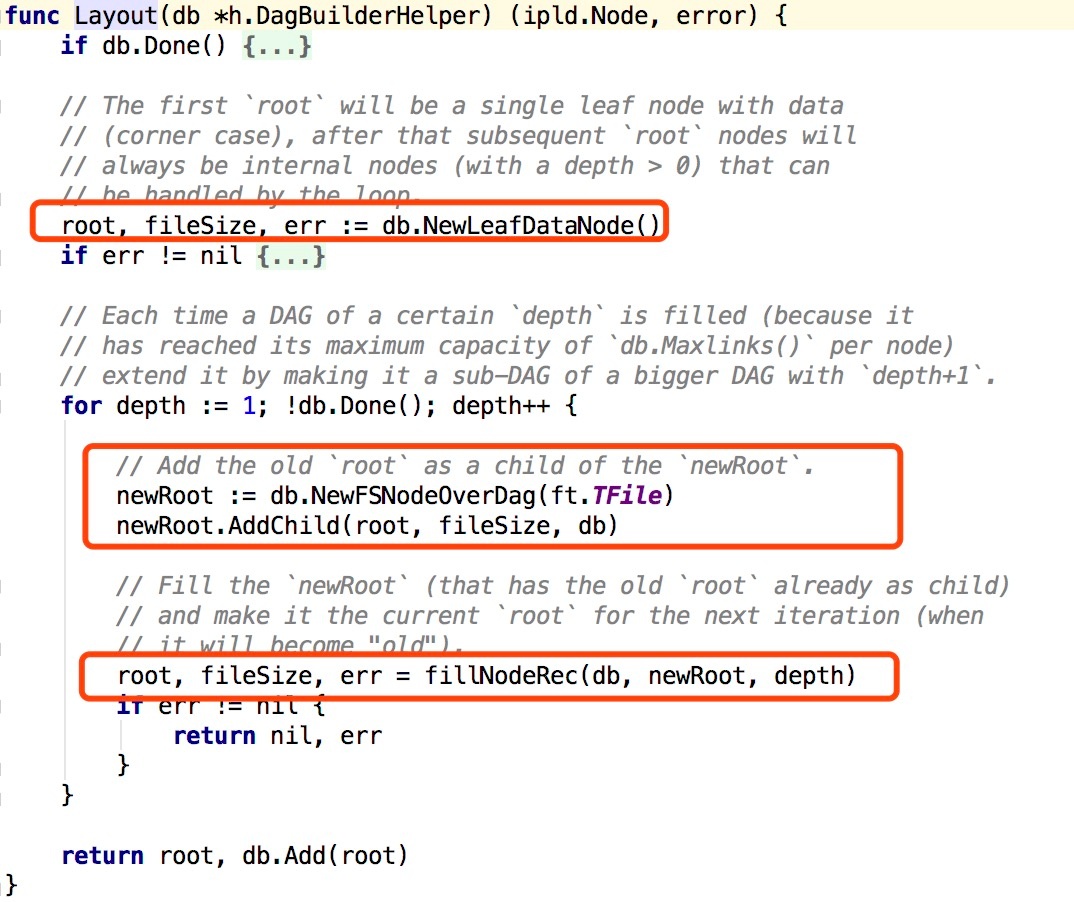 func Layout(db *h.DagBuilderHelper) (ipld.Node, error) {
    if db.Done() {...}

    // The first `root` will be a single leaf node with data
    // (corner case), after that subsequent `root` nodes will
    // always be internal nodes (with a depth > 0) that can
    // be handled by the loop.
    root, fileSize, err := db.NewLeafDataNode()
    if err != nil {...}

    // Each time a DAG of a certain `depth` is filled (because it
    // has reached its maximum capacity of `db.Maxlinks()` per node)
    // extend it by making it a sub-DAG of a bigger DAG with `depth+1`.
    for depth := 1; !db.Done(); depth++ {

        // Add the old `root` as a child of the `newRoot`.
        newRoot := db.NewFSNodeOverDag(ft.TFile)
        newRoot.AddChild(root, fileSize, db)

        // Fill the `newRoot` (that has the old `root` already as child)
        // and make it the current `root` for the next iteration (when
        // it will become "old").
        root, fileSize, err = fillNodeRec(db, newRoot, depth)
        if err != nil {
            return nil, err
        }
    }

    return root, db.Add(root)
}